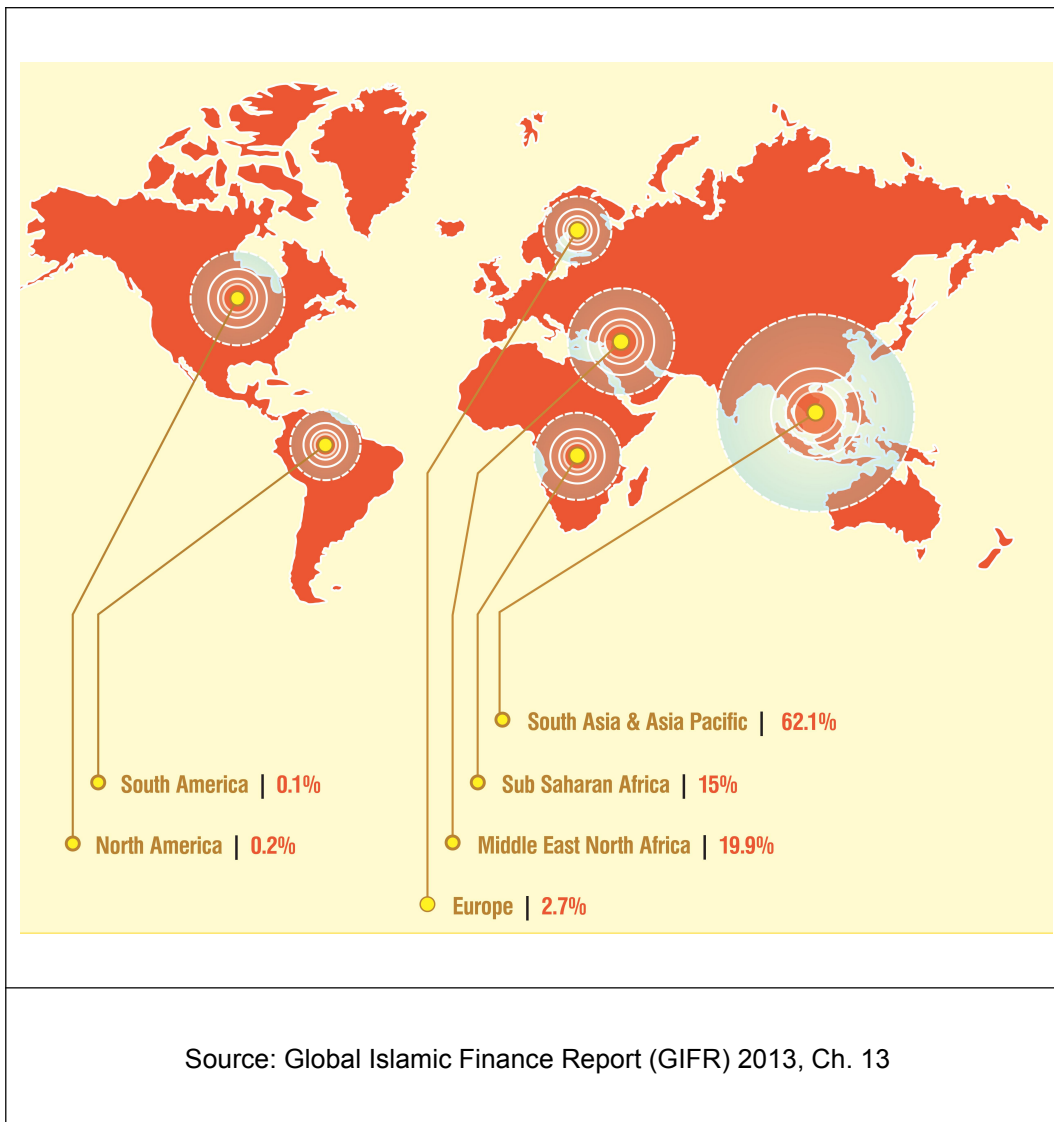 South Asia & Asia Pacific | 62.1%
South America | 0.1%
Sub Saharan Africa | 15%
North America | 0.2%
Middle East North Africa | 19.9%
Europe | 2.7%
Source: Global Islamic Finance Report (GIFR) 2013, Ch. 13